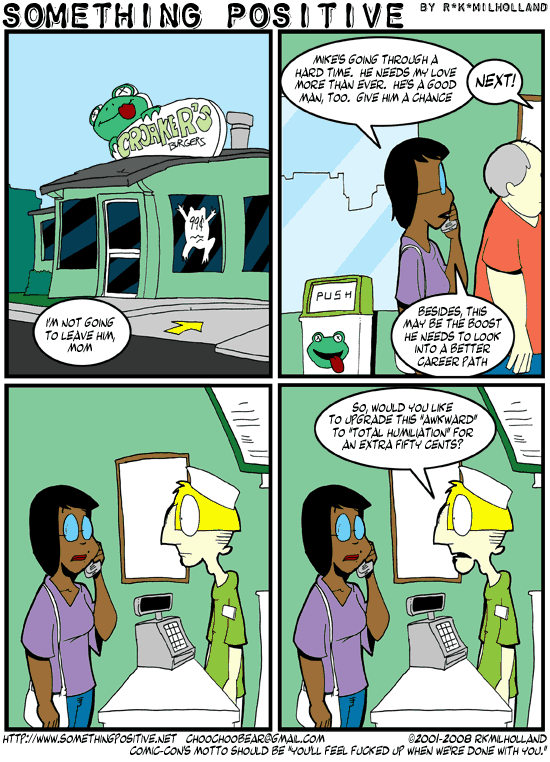 SOMETHING POSITIVE BY R*K*MILHOLLAND
CROAKER'S
BURGERS
99¢
I'M NOT GOING
TO LEAVE HIM,
MOM
MIKE'S GOING THROUGH A
HARD TIME. HE NEEDS MY LOVE
MORE THAN EVER. HE'S A GOOD
MAN, TOO. GIVE HIM A CHANCE
NEXT!
PUSH
BESIDES, THIS
MAY BE THE BOOST
HE NEEDS TO LOOK
INTO A BETTER
CAREER PATH
SO, WOULD YOU LIKE
TO UPGRADE THIS "AWKWARD"
TO "TOTAL HUMILIATION" FOR
AN EXTRA FIFTY CENTS?
HTTP://WWW.SOMETHINGPOSITIVE.NET CHOOCHOOBEAR@GMAIL.COM ©2001-2008 RKMILHOLLAND
COMIC-CON'S MOTTO SHOULD BE "YOU'LL FEEL FUCKED UP WHEN WE'RE DONE WITH YOU."